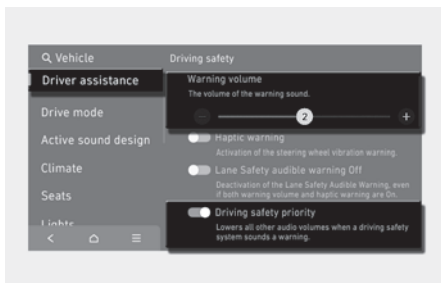 Vehicle
Driving safety
Driver assistance
Warning volume
The volume of the warning sound.
2
Drive mode
Haptic warning
Activation of the steering wheel vibration warning.
Active sound design
Lane Safety audible warning Off
Deactivation of the Lane Safety Audible Warning, even
if both warning volume and haptic warning are On.
Climate
Seats
Driving safety priority
Lowers all other audio volumes when a driving safety
system sounds a warning.
Lights